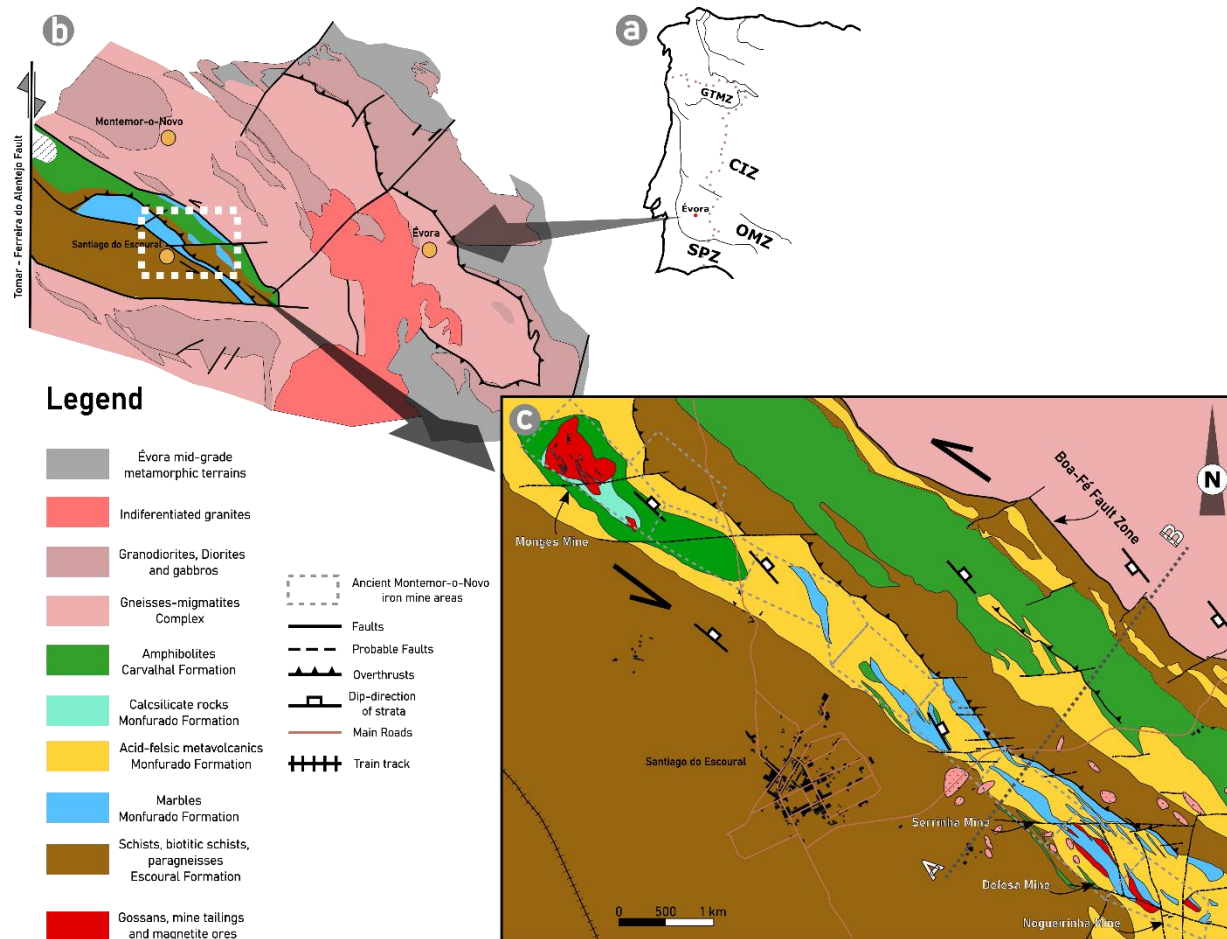 b
Montemor-o-Novo
Évora
Santiago do Escoural
Tomar - Ferreira do Alentejo Fault
a
GTMZ
CIZ
Évora
OMZ
SPZ
Legend
Évora mid-grade
metamorphic terrains
Indiferentiated granites
Granodiorites, Diorites
and gabbros
Gneisses-migmatites
Complex
Amphibolites
Carvalhal Formation
Calcsilicate rocks
Monfurado Formation
Acid-felsic metavolcanics
Monfurado Formation
Marbles
Monfurado Formation
Schists, biotitic schists,
paragneisses
Escoural Formation
Gossans, mine tailings
and magnetite ores
Ancient Montemor-o-Novo
iron mine areas
Faults
Probable Faults
Overthrusts
Dip-direction
of strata
Main Roads
Train track
c
Monges Mine
Boa-Fé Fault Zone
N
B
Santiago do Escoural
Serrinha Mine
A
Defesa Mine
Nogueirinha Mine
0 500 1 km